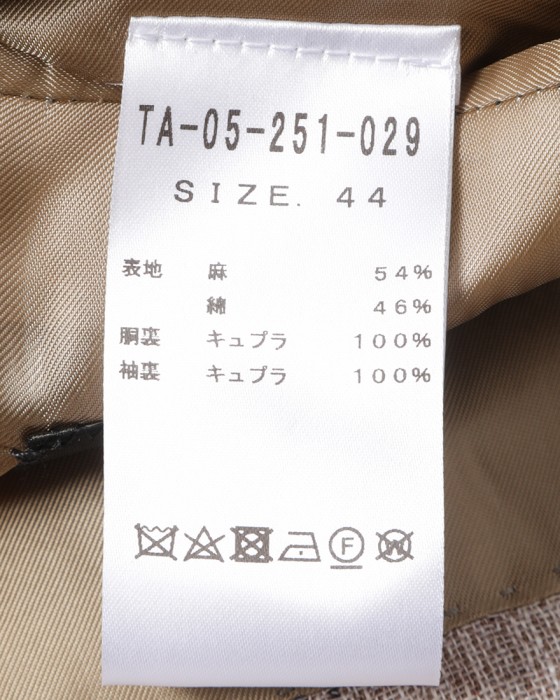 TA-05-251-029
SIZE. 44
表地 麻 54%
綿 46%
胴裏 キュプラ 100%
袖裏 キュプラ 100%
F W